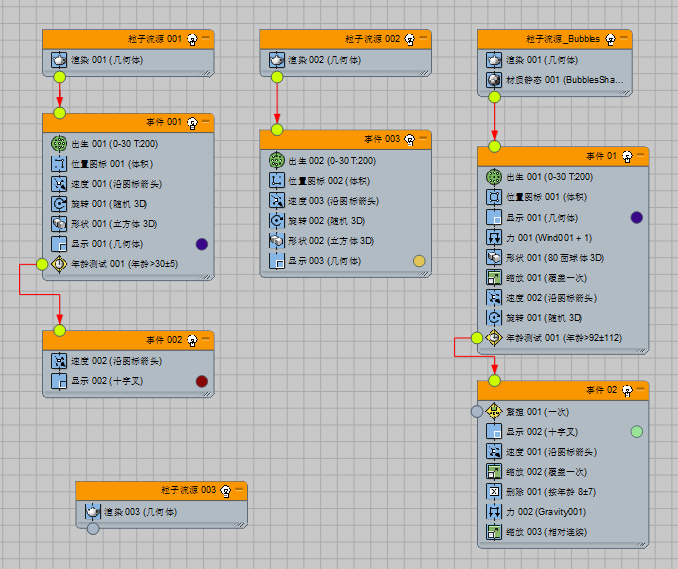 粒子流源 001
渲染 001 (几何体)
事件 001
出生 001 (0-30 T:200)
位置图标 001 (体积)
速度 001 (沿图标箭头)
旋转 001 (随机 3D)
形状 001 (立方体 3D)
显示 001 (几何体)
年龄测试 001 (年龄>30±5)
事件 002
速度 002 (沿图标箭头)
显示 002 (十字叉)
粒子流源 003
渲染 003 (几何体)
粒子流源 002
渲染 002 (几何体)
事件 003
出生 002 (0-30 T:200)
位置图标 002 (体积)
速度 003 (沿图标箭头)
旋转 002 (随机 3D)
形状 002 (立方体 3D)
显示 003 (几何体)
粒子流源_Bubbles
渲染 001 (几何体)
材质静态 001 (BubblesSha...
事件 01
出生 001 (0-30 T:200)
位置图标 001 (体积)
显示 001 (几何体)
力 001 (Wind001 + 1)
形状 001 (80 面球体 3D)
缩放 001 (覆盖一次)
速度 002 (沿图标箭头)
旋转 001 (随机 3D)
年龄测试 001 (年龄>92±112)
事件 02
繁殖 001 (一次)
显示 002 (十字叉)
速度 001 (沿图标箭头)
缩放 002 (覆盖一次)
删除 001 (按年龄 8±7)
力 002 (Gravity001)
缩放 003 (相对连续)